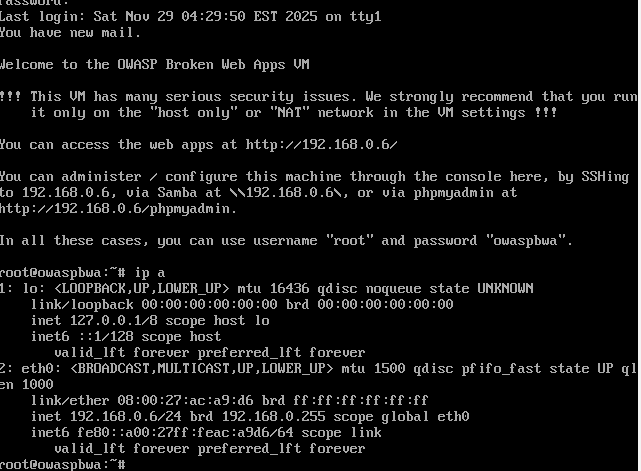 Password:
Last login: Sat Nov 29 04:29:50 EST 2025 on tty1
You have new mail.
Welcome to the OWASP Broken Web Apps VM
!!! This VM has many serious security issues. We strongly recommend that you run
it only on the "host only" or "NAT" network in the VM settings !!!
You can access the web apps at http://192.168.0.6/
You can administer / configure this machine through the console here, by SSHing
to 192.168.0.6, via Samba at \\192.168.0.6\, or via phpmyadmin at
http://192.168.0.6/phpmyadmin.
In all these cases, you can use username "root" and password "owaspbwa".
root@owaspbwa:~# ip a
1: lo: <LOOPBACK,UP,LOWER_UP> mtu 16436 qdisc noqueue state UNKNOWN
link/loopback 00:00:00:00:00:00 brd 00:00:00:00:00:00
inet 127.0.0.1/8 scope host lo
inet6 ::1/128 scope host
valid_lft forever preferred_lft forever
2: eth0: <BROADCAST,MULTICAST,UP,LOWER_UP> mtu 1500 qdisc pfifo_fast state UP ql
en 1000
link/ether 08:00:27:ac:a9:d6 brd ff:ff:ff:ff:ff:ff
inet 192.168.0.6/24 brd 192.168.0.255 scope global eth0
inet6 fe80::a00:27ff:feac:a9d6/64 scope link
valid_lft forever preferred_lft forever
root@owaspbwa:~#